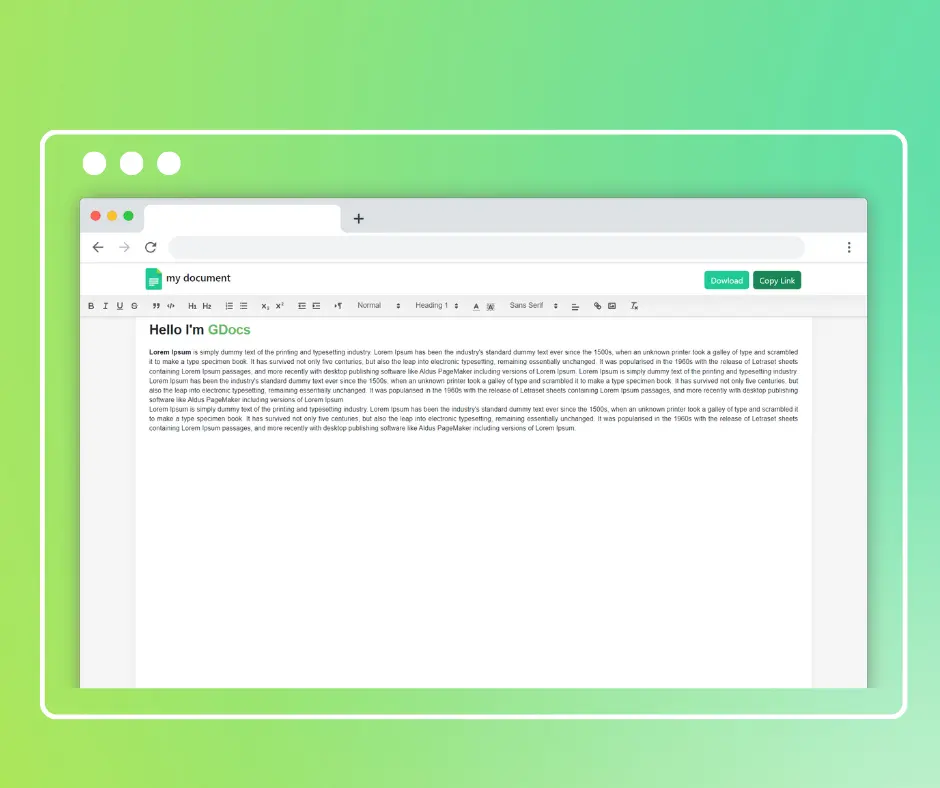 my document
Dowload
Copy Link
B I U S H1 H2 X2 X2 Normal Heading 1 A A Sans Serif Tx
Hello I'm GDocs
Lorem Ipsum is simply dummy text of the printing and typesetting industry. Lorem Ipsum has been the industry's standard dummy text ever since the 1500s, when an unknown printer took a galley of type and scrambled
it to make a type specimen book. It has survived not only five centuries, but also the leap into electronic typesetting, remaining essentially unchanged. It was popularised in the 1960s with the release of Letraset sheets
containing Lorem Ipsum passages, and more recently with desktop publishing software like Aldus PageMaker including versions of Lorem Ipsum. Lorem Ipsum is simply dummy text of the printing and typesetting industry.
Lorem Ipsum has been the industry's standard dummy text ever since the 1500s, when an unknown printer took a galley of type and scrambled it to make a type specimen book. It has survived not only five centuries, but
also the leap into electronic typesetting, remaining essentially unchanged. It was popularised in the 1960s with the release of Letraset sheets containing Lorem Ipsum passages, and more recently with desktop publishing
software like Aldus PageMaker including versions of Lorem Ipsum
Lorem Ipsum is simply dummy text of the printing and typesetting industry. Lorem Ipsum has been the industry's standard dummy text ever since the 1500s, when an unknown printer took a galley of type and scrambled it
to make a type specimen book. It has survived not only five centuries, but also the leap into electronic typesetting, remaining essentially unchanged. It was popularised in the 1960s with the release of Letraset sheets
containing Lorem Ipsum passages, and more recently with desktop publishing software like Aldus PageMaker including versions of Lorem Ipsum.